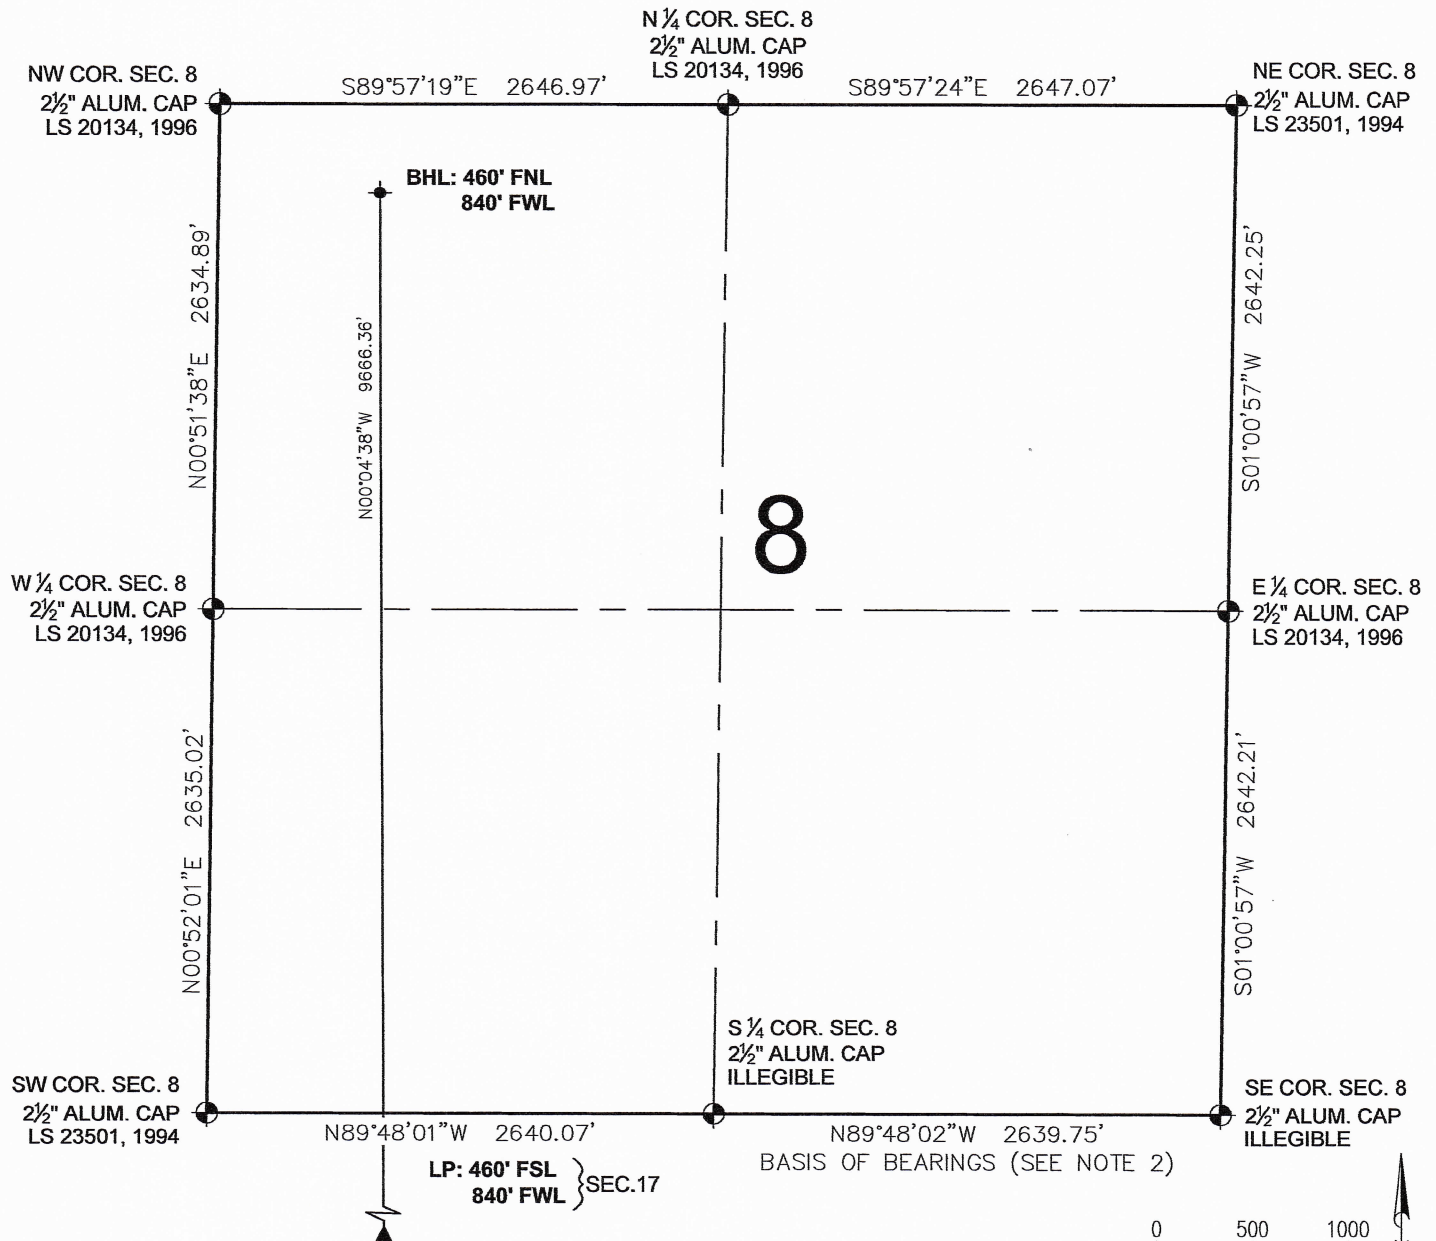 N ¼ COR. SEC. 8
2½" ALUM. CAP
LS 20134, 1996
NW COR. SEC. 8
2½" ALUM. CAP
LS 20134, 1996
S89°57'19"E 2646.97'
S89°57'24"E 2647.07'
NE COR. SEC. 8
2½" ALUM. CAP
LS 23501, 1994
BHL: 460' FNL
840' FWL
N00°51'38"E 2634.89'
N00°04'38"W 9666.36'
S01°00'57"W 2642.25'
8
W ¼ COR. SEC. 8
2½" ALUM. CAP
LS 20134, 1996
E ¼ COR. SEC. 8
2½" ALUM. CAP
LS 20134, 1996
N00°52'01"E 2635.02'
S01°00'57"W 2642.21'
S ¼ COR. SEC. 8
2½" ALUM. CAP
ILLEGIBLE
SW COR. SEC. 8
2½" ALUM. CAP
LS 23501, 1994
SE COR. SEC. 8
2½" ALUM. CAP
ILLEGIBLE
N89°48'01"W 2640.07'
N89°48'02"W 2639.75'
BASIS OF BEARINGS (SEE NOTE 2)
LP: 460' FSL
840' FWL
SEC.17
0 500 1000